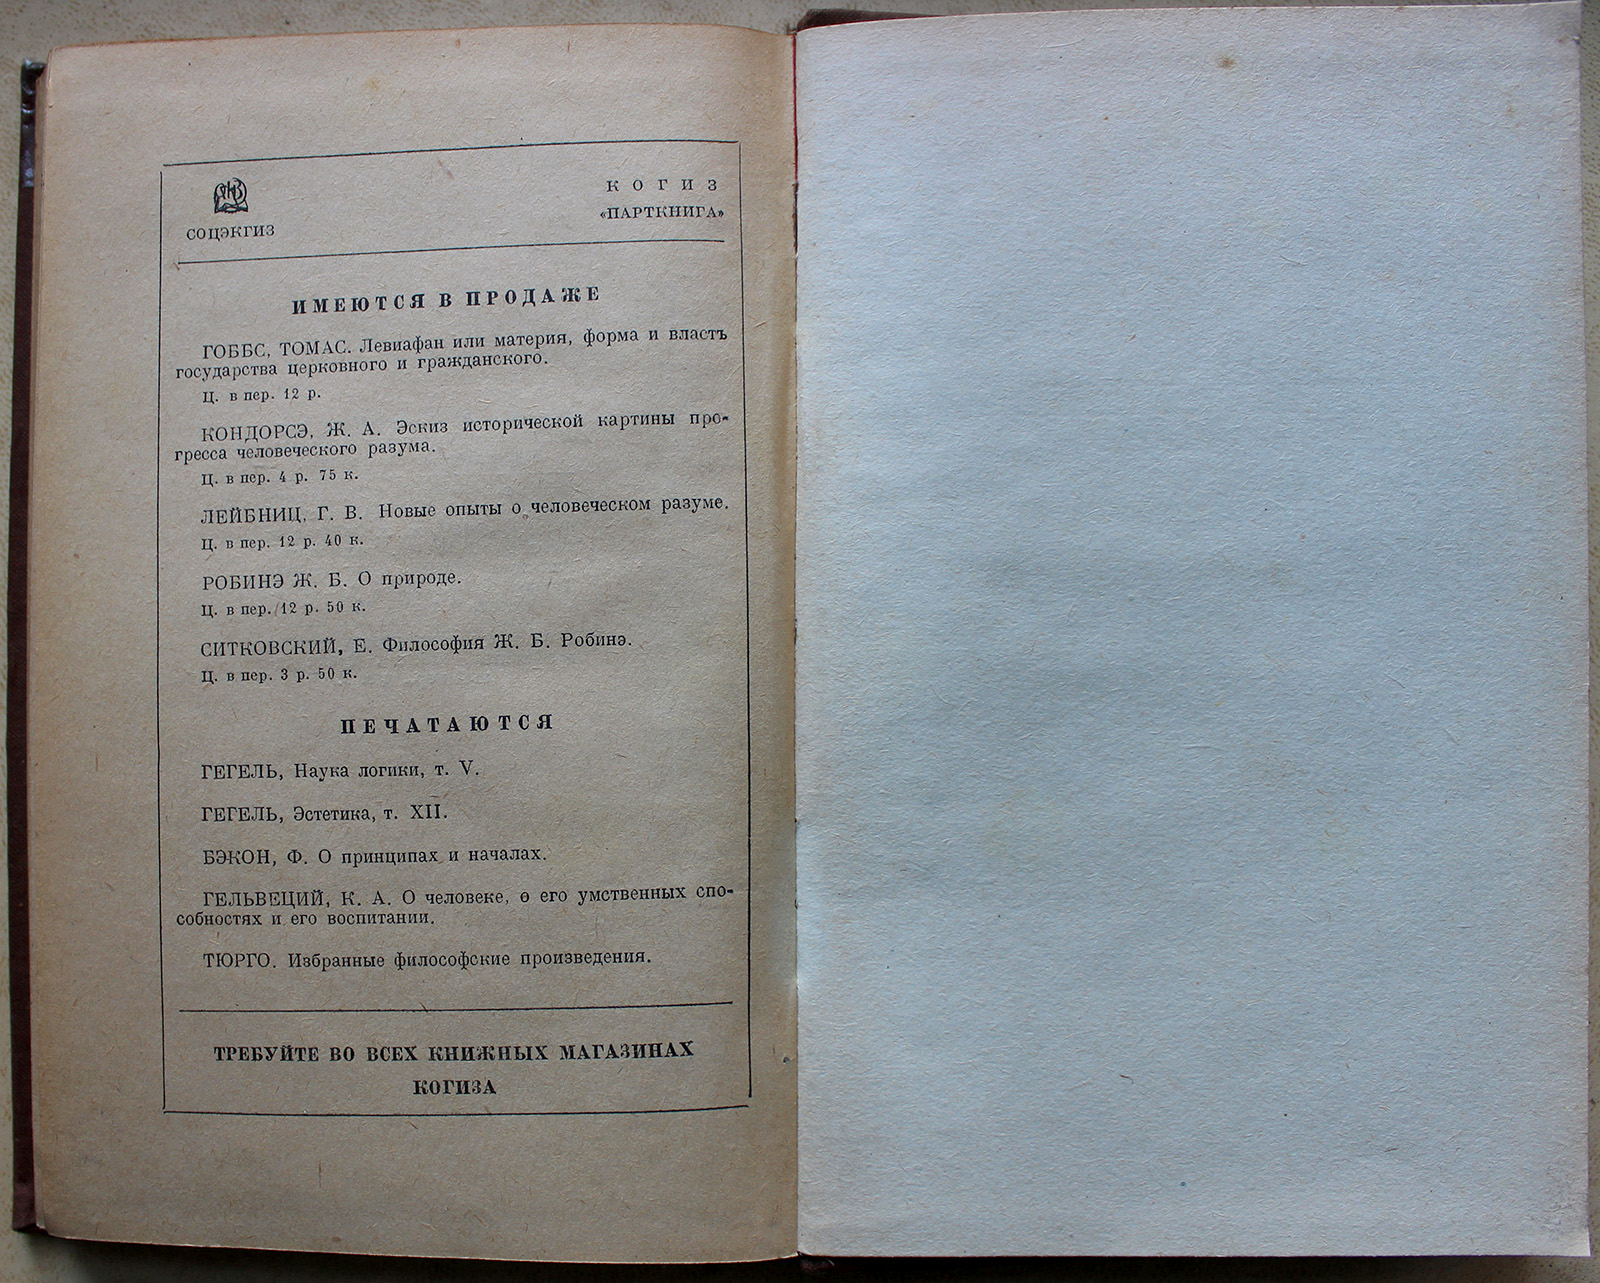 СОЦЭКГИЗ
КОГИЗ
«ПАРТКНИГА»
ИМЕЮТСЯ В ПРОДАЖЕ
ГОББС, ТОМАС. Левиафан или материя, форма и власть
государства церковного и гражданского.
Ц. в пер. 12 р.
КОНДОРСЭ, Ж. А. Эскиз исторической картины про-
гресса человеческого разума.
Ц. в пер. 4 р. 75 к.
ЛЕЙБНИЦ, Г. В. Новые опыты о человеческом разуме.
Ц. в пер. 12 р. 40 к.
РОБИНЭ Ж. Б. О природе.
Ц. в пер. 12 р. 50 к.
СИТКОВСКИЙ, Е. Философия Ж. Б. Робинэ.
Ц. в пер. 3 р. 50 к.
ПЕЧАТАЮТСЯ
ГЕГЕЛЬ, Наука логики, т. V.
ГЕГЕЛЬ, Эстетика, т. XII.
БЭКОН, Ф. О принципах и началах.
ГЕЛЬВЕЦИЙ, К. А. О человеке, о его умственных спо-
собностях и его воспитании.
ТЮРГО. Избранные философские произведения.
ТРЕБУЙТЕ ВО ВСЕХ КНИЖНЫХ МАГАЗИНАХ
КОГИЗА